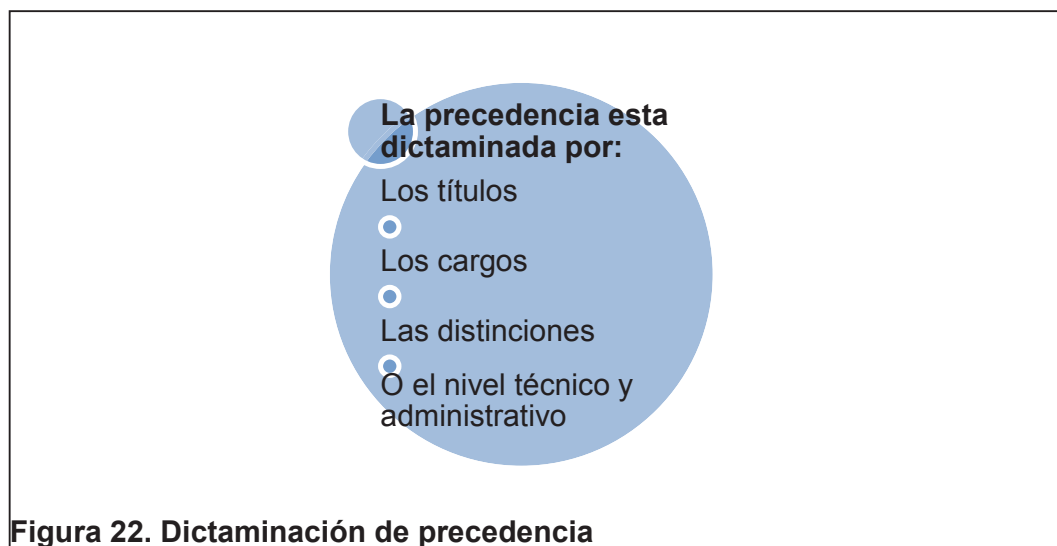 La precedencia esta
dictaminada por:
Los títulos
Los cargos
Las distinciones
O el nivel técnico y
administrativo
Figura 22. Dictaminación de precedencia